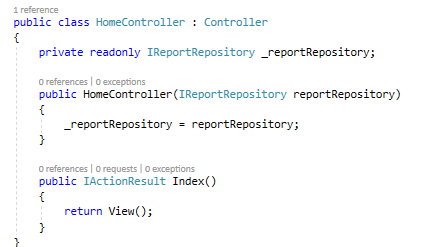 1 reference
public class HomeController : Controller
{
private readonly IReportRepository _reportRepository;
0 references | 0 exceptions
public HomeController(IReportRepository reportRepository)
{
_reportRepository = reportRepository;
}
0 references | 0 requests | 0 exceptions
public IActionResult Index()
{
return View();
}
}